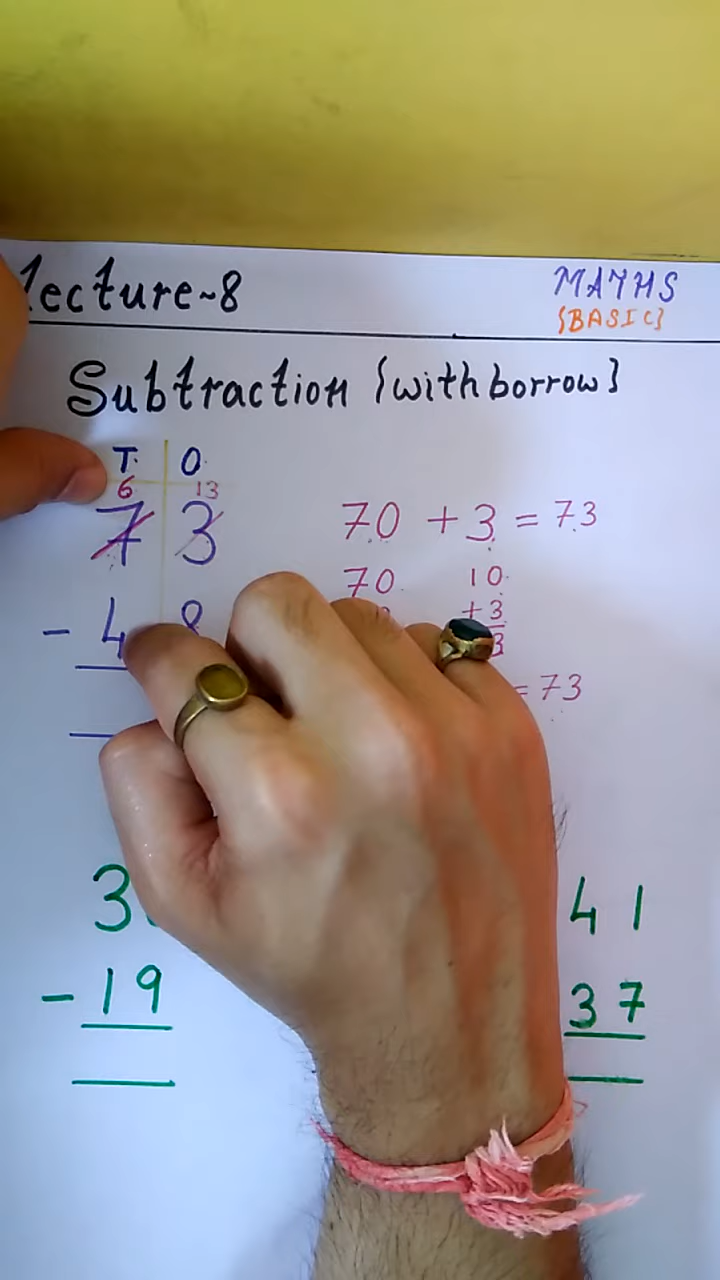 lecture~8
MATHS
{BASIC}
Subtraction {with borrow}
T. O.
6 13
7 3
70 + 3 = 73
70 10
+3
- 4 8
3
= 73
3
- 19
41
37